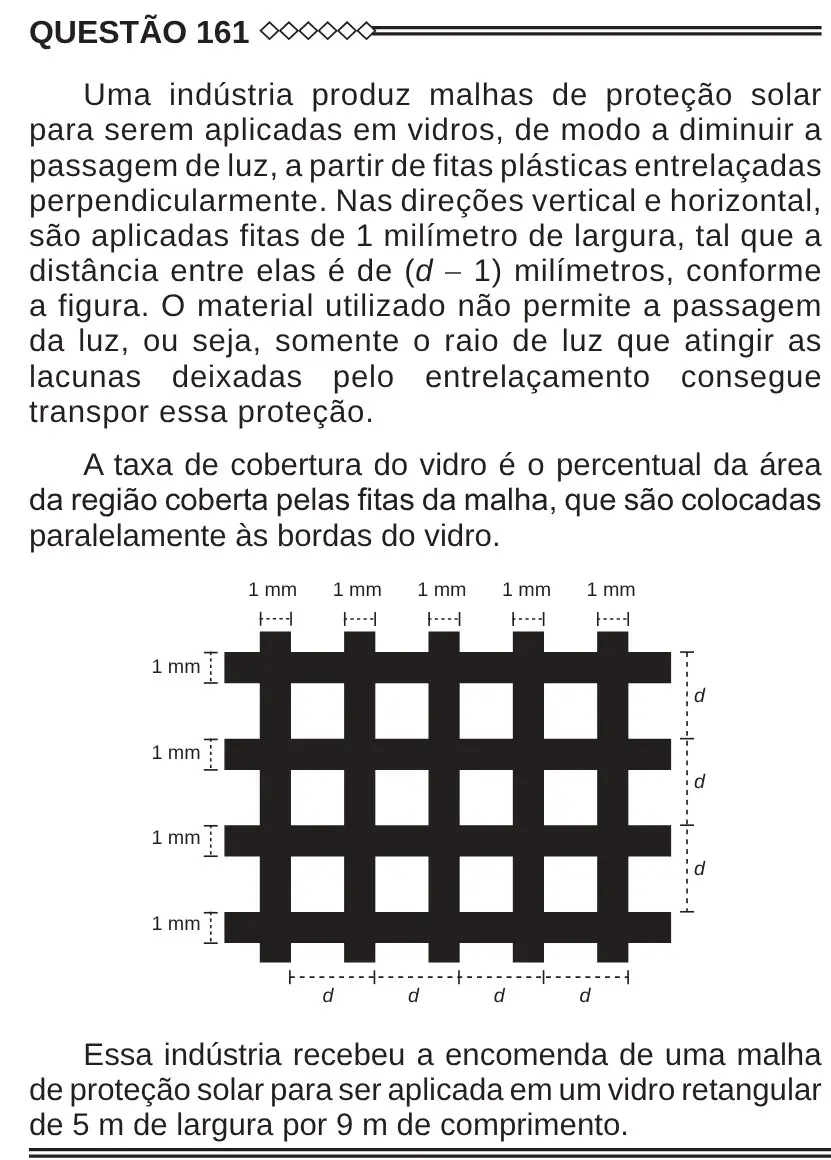 QUESTÃO 161
Uma indústria produz malhas de proteção solar
para serem aplicadas em vidros, de modo a diminuir a
passagem de luz, a partir de fitas plásticas entrelaçadas
perpendicularmente. Nas direções vertical e horizontal,
são aplicadas fitas de 1 milímetro de largura, tal que a
distância entre elas é de (d – 1) milímetros, conforme
a figura. O material utilizado não permite a passagem
da luz, ou seja, somente o raio de luz que atingir as
lacunas deixadas pelo entrelaçamento consegue
transpor essa proteção.
A taxa de cobertura do vidro é o percentual da área
da região coberta pelas fitas da malha, que são colocadas
paralelamente às bordas do vidro.
1 mm 1 mm 1 mm 1 mm 1 mm
1 mm
d
1 mm
d
1 mm
d
1 mm
d d d d
Essa indústria recebeu a encomenda de uma malha
de proteção solar para ser aplicada em um vidro retangular
de 5 m de largura por 9 m de comprimento.